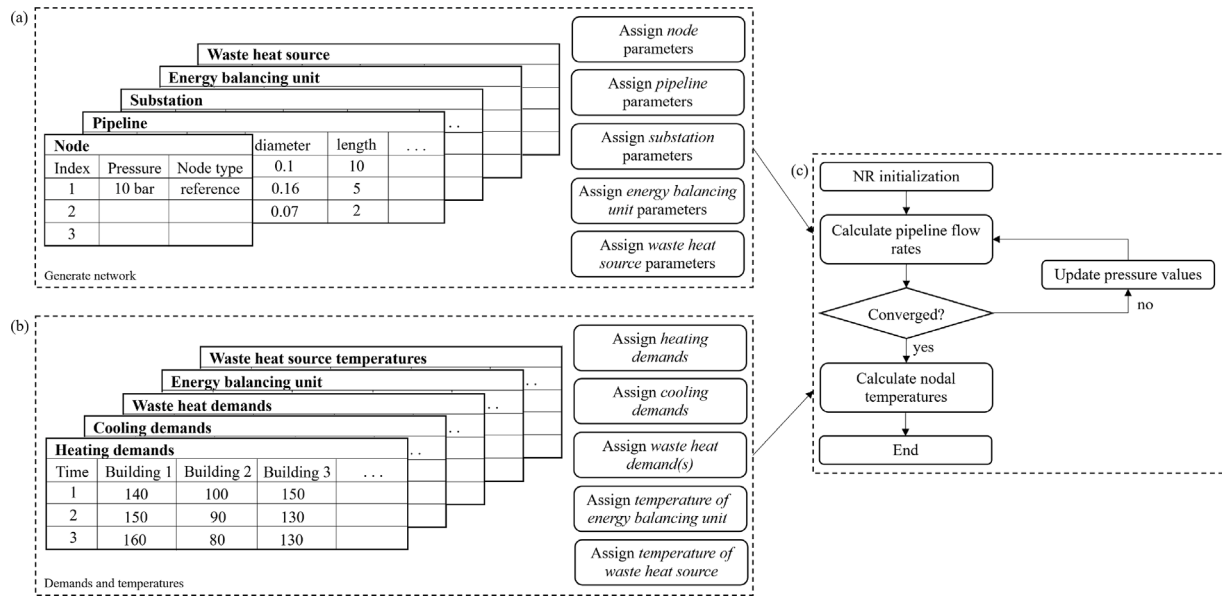 (a)
Waste heat source
Energy balancing unit
Substation
. .
Pipeline
diameter length . . .
0.1 10
0.16 5
0.07 2
Node
Index Pressure Node type
1 10 bar reference
2
3
Generate network
Assign node
parameters
Assign pipeline
parameters
Assign substation
parameters
Assign energy balancing
unit parameters
Assign waste heat
source parameters
(b)
Waste heat source temperatures
Energy balancing unit
. .
Waste heat demands
. .
Cooling demands
. .
Heating demands
Time Building 1 Building 2 Building 3 . . .
1 140 100 150
2 150 90 130
3 160 80 130
Demands and temperatures
Assign heating
demands
Assign cooling
demands
Assign waste heat
demand(s)
Assign temperature of
energy balancing unit
Assign temperature of
waste heat source
(c)
NR initialization
Calculate pipeline flow
rates
Update pressure values
Converged?
no
yes
Calculate nodal
temperatures
End